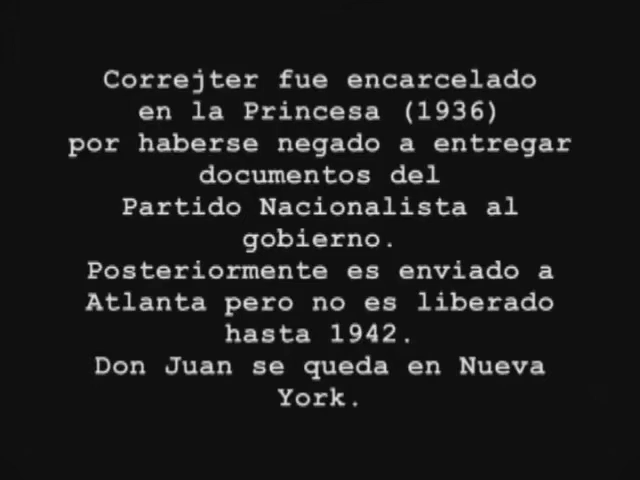 Correjter fue encarcelado
en la Princesa (1936)
por haberse negado a entregar
documentos del
Partido Nacionalista al
gobierno.
Posteriormente es enviado a
Atlanta pero no es liberado
hasta 1942.
Don Juan se queda en Nueva
York.